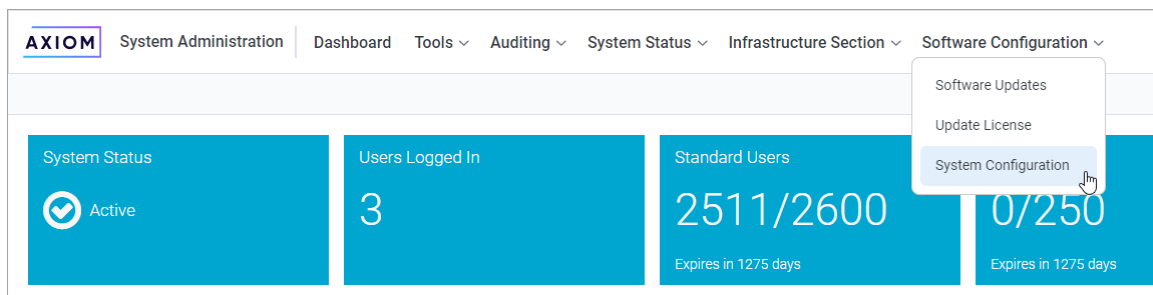 AXIOM System Administration Dashboard Tools Auditing System Status Infrastructure Section Software Configuration
Software Updates
Update License
System Configuration
System Status
Active
Users Logged In
3
Standard Users
2511/2600
Expires in 1275 days
0/250
Expires in 1275 days